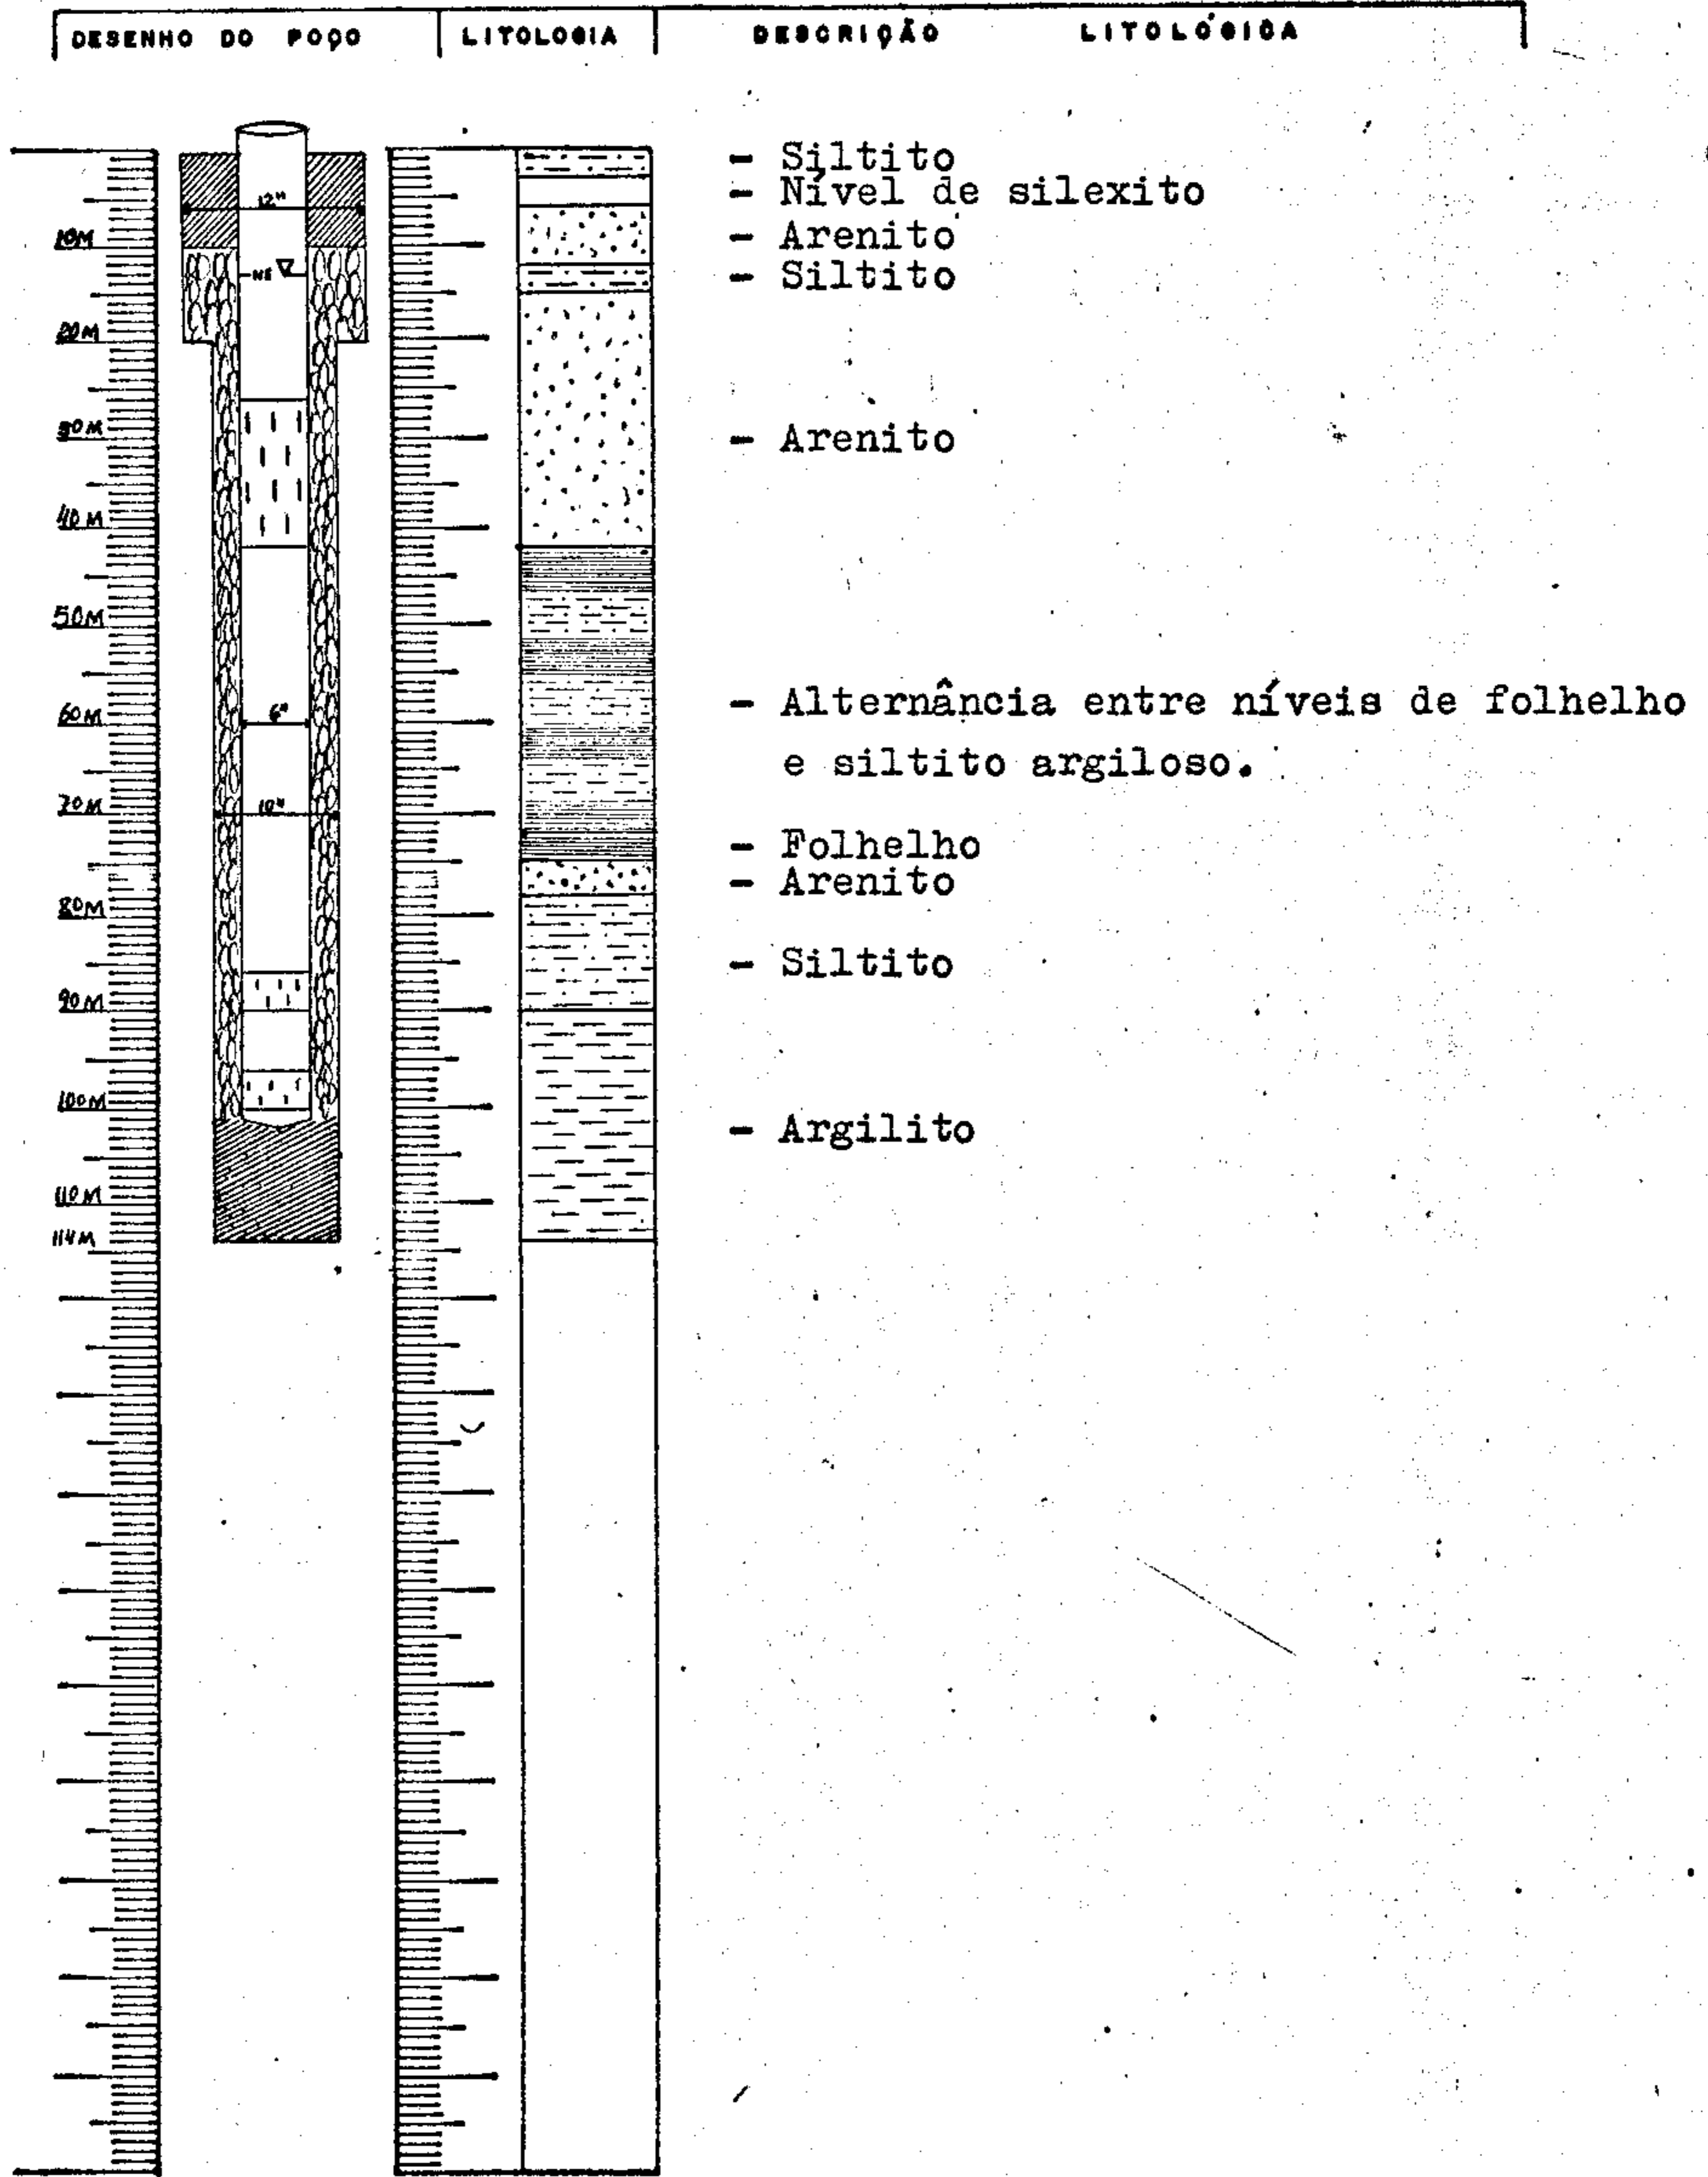 DESENHO DO POÇO LITOLOGIA DESCRIÇÃO LITOLÓGICA
- Siltito
- Nível de silexito
12"
10M
- Arenito
NE
- Siltito
20M
30M
- Arenito
40M
50M
60M
6"
- Alternância entre níveis de folhelho
e siltito argiloso.
70M
10"
- Folhelho
- Arenito
80M
- Siltito
90M
100M
- Argilito
110M
114M